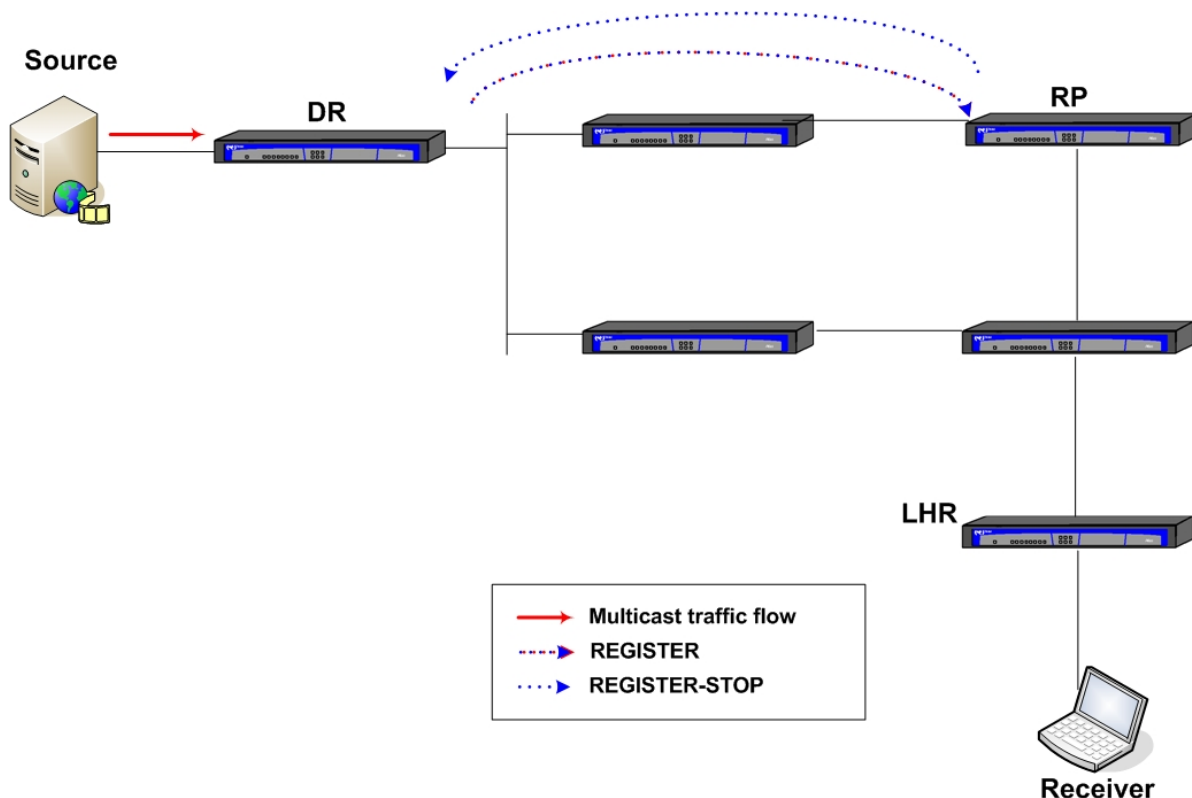 Source
DR
RP
LHR
Multicast traffic flow
REGISTER
REGISTER-STOP
Receiver